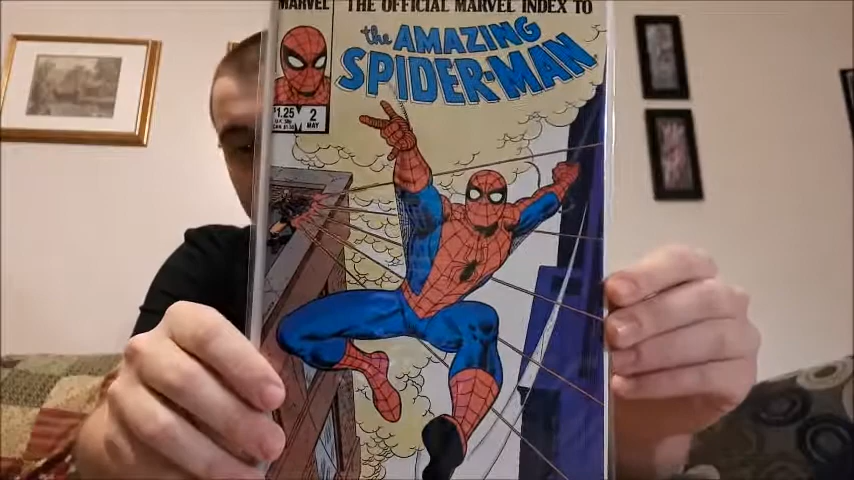 MARVEL
THE OFFICIAL MARVEL INDEX TO
the AMAZING
SPIDER-MAN
$1.25
2
MAY